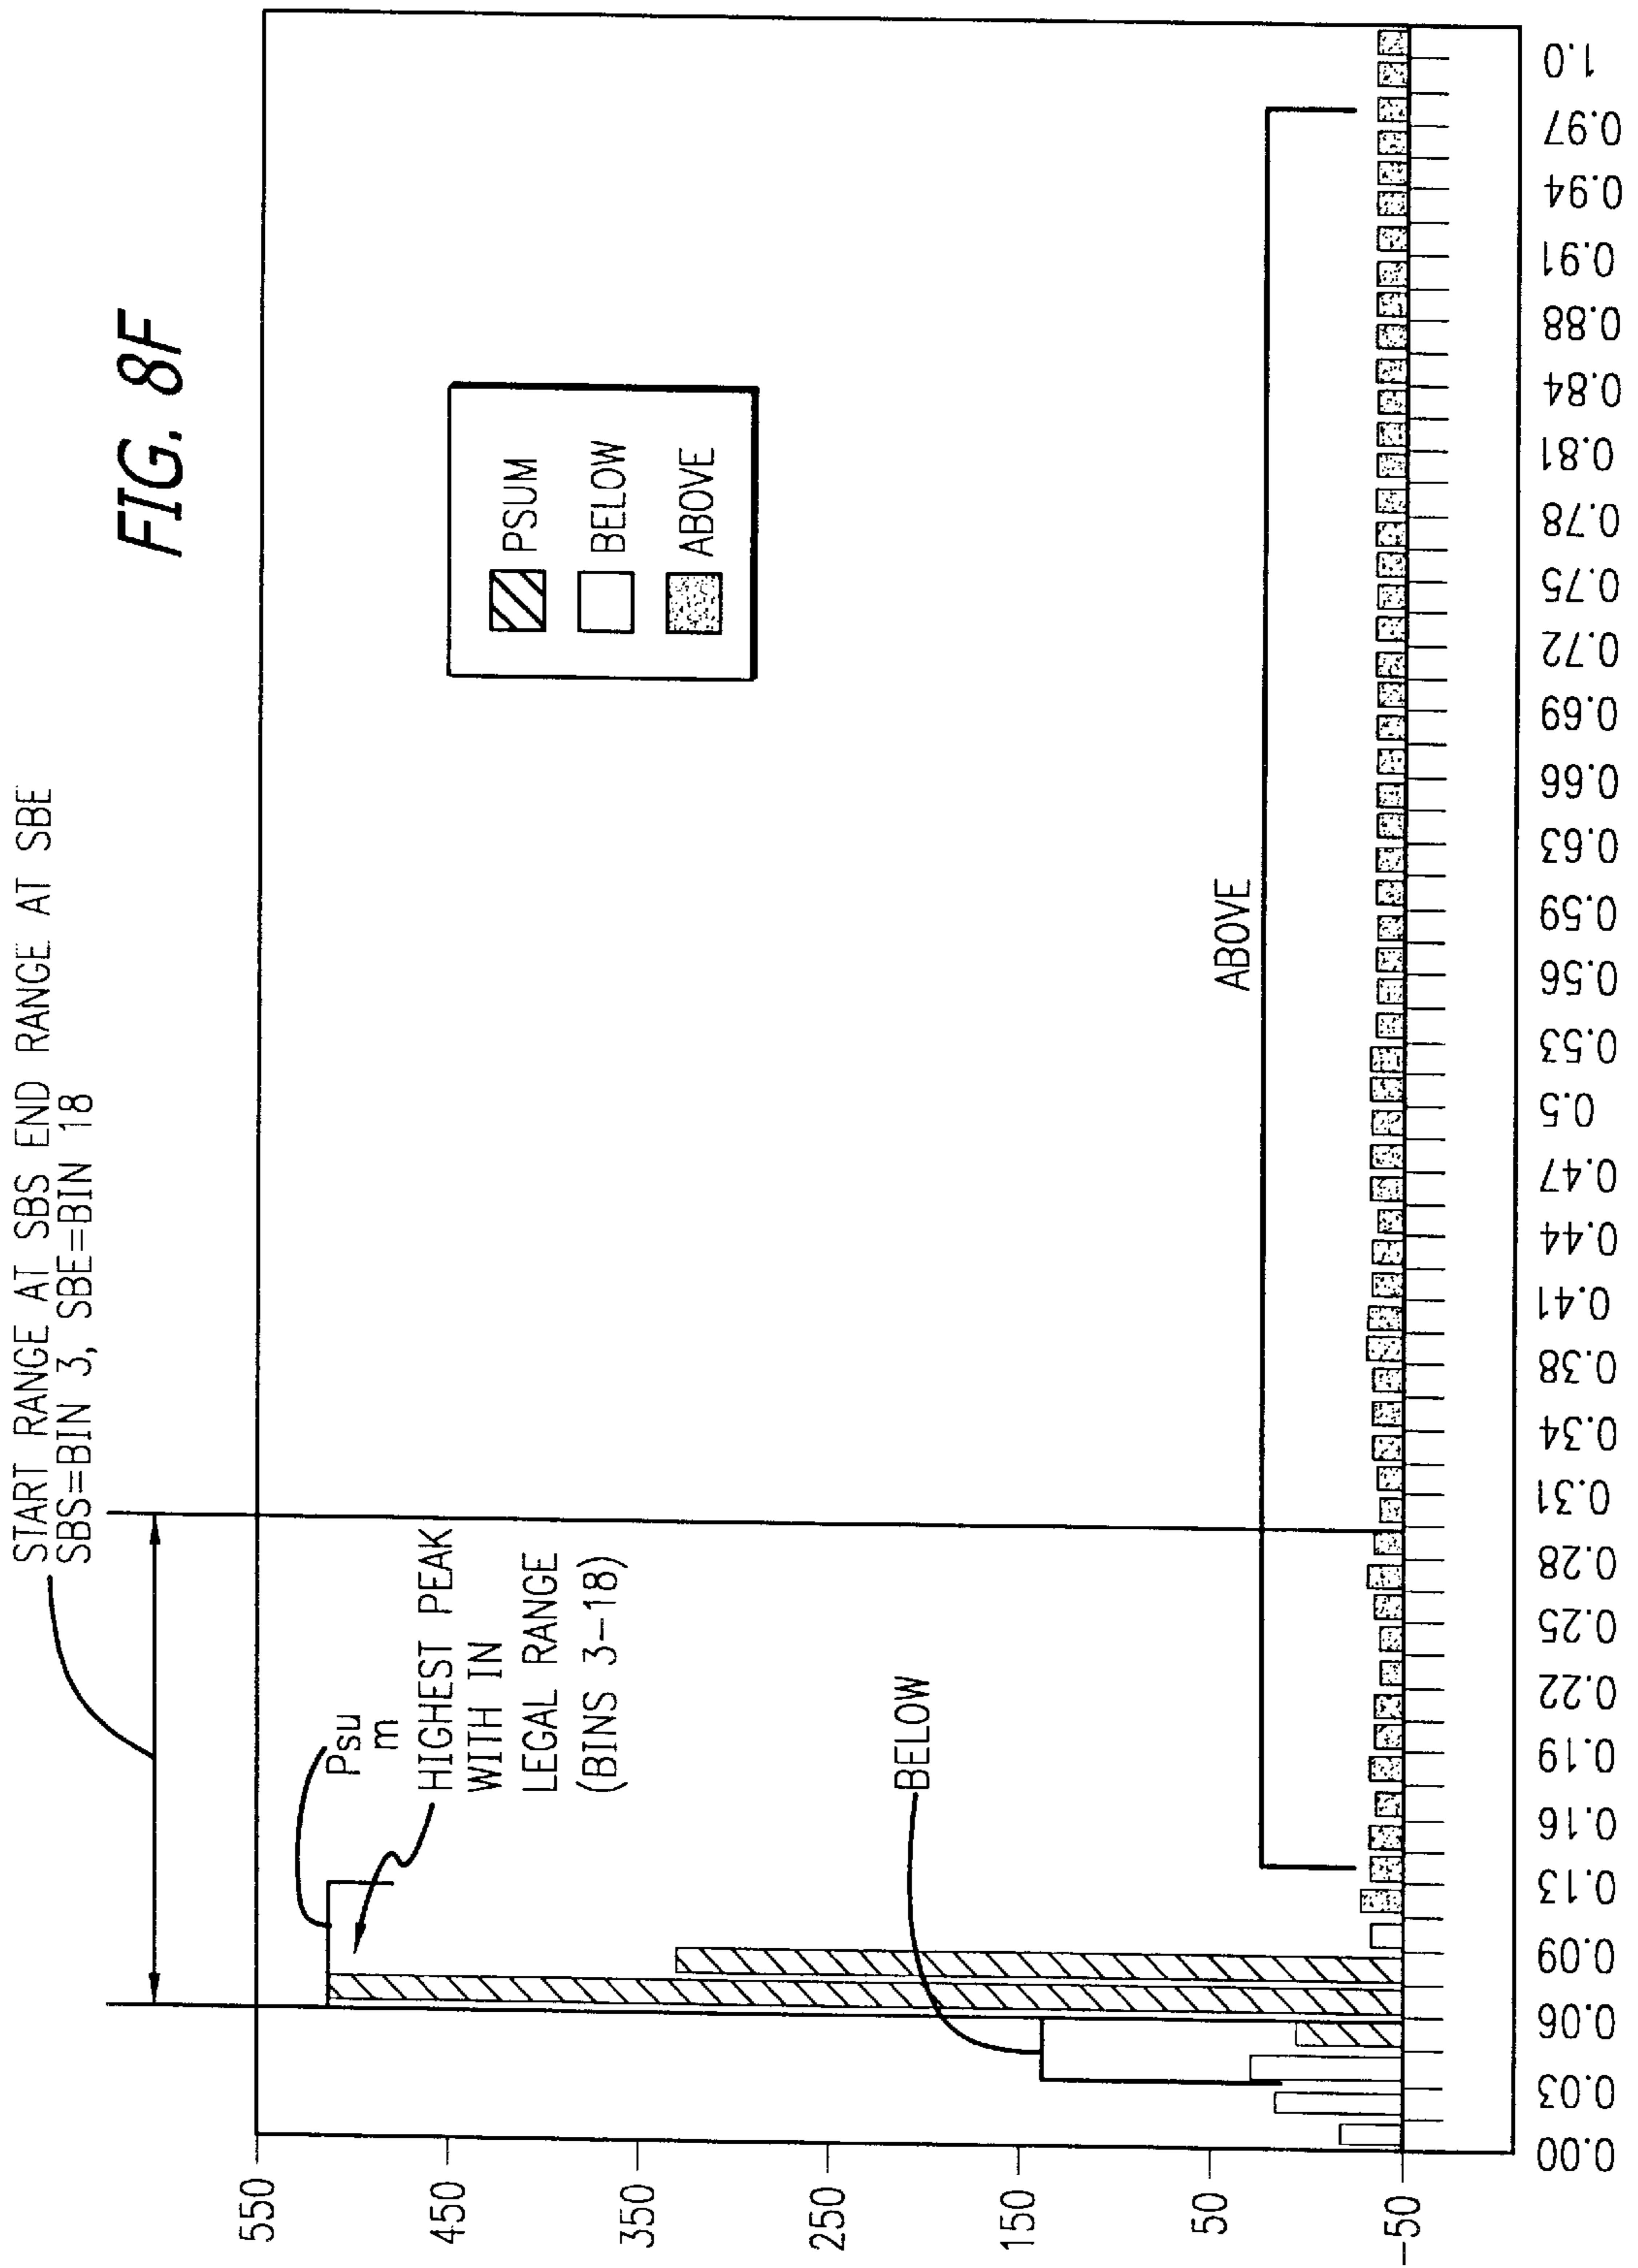 FIG. 8F
START RANGE AT SBS END RANGE AT SBE
SBS=BIN 3, SBE=BIN 18
550
450
350
250
150
50
-50
Psu
m
HIGHEST PEAK
WITH IN
LEGAL RANGE
(BINS 3-18)
BELOW
ABOVE
PSUM
BELOW
ABOVE
0.00
0.03
0.06
0.09
0.13
0.16
0.19
0.22
0.25
0.28
0.31
0.34
0.38
0.41
0.44
0.47
0.5
0.53
0.56
0.59
0.63
0.66
0.69
0.72
0.75
0.78
0.81
0.84
0.88
0.91
0.94
0.97
1.0